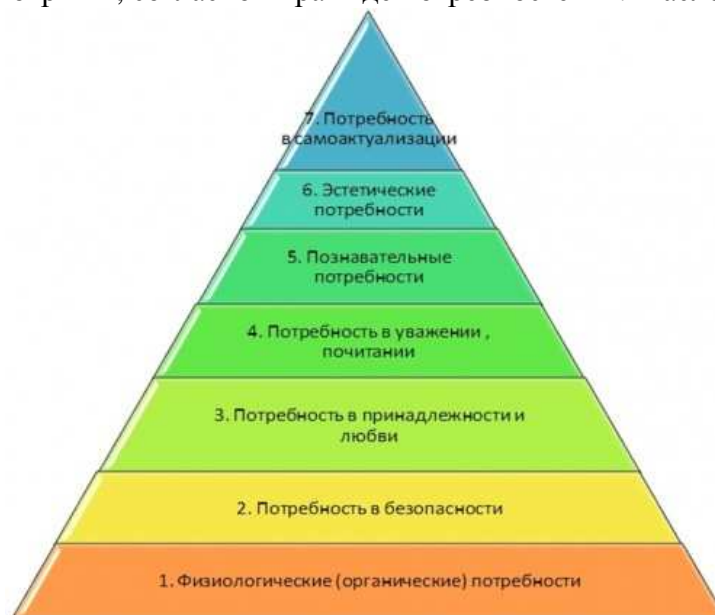 7. Потребность
в самоактуализации
6. Эстетические
потребности
5. Познавательные
потребности
4. Потребность в уважении ,
почитании
3. Потребность в принадлежности и
любви
2. Потребность в безопасности
1. Физиологические (органические) потребности